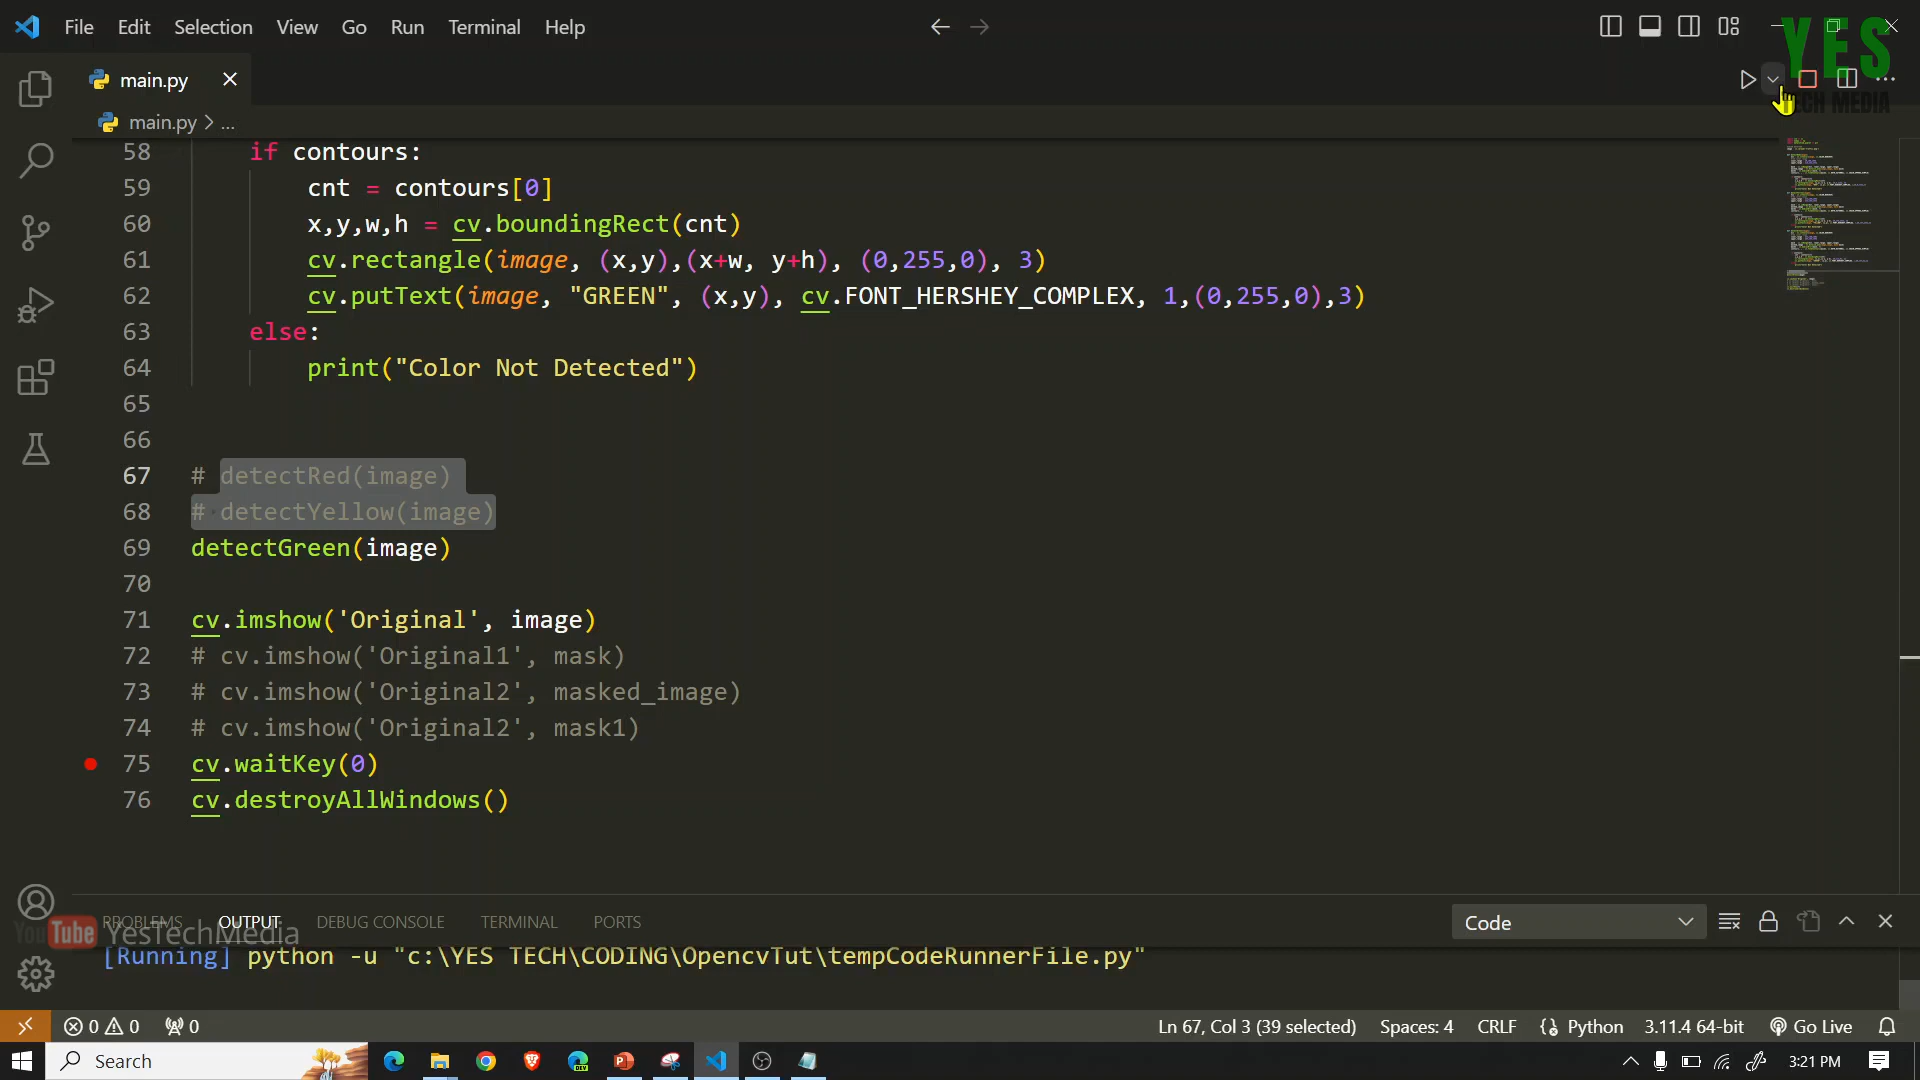 File Edit Selection View Go Run Terminal Help
YES
TECH MEDIA
main.py
main.py > ...
58 if contours:
59 cnt = contours[0]
60 x,y,w,h = cv.boundingRect(cnt)
61 cv.rectangle(image, (x,y),(x+w, y+h), (0,255,0), 3)
62 cv.putText(image, "GREEN", (x,y), cv.FONT_HERSHEY_COMPLEX, 1,(0,255,0),3)
63 else:
64 print("Color Not Detected")
65
66
67 # detectRed(image)
68 # detectYellow(image)
69 detectGreen(image)
70
71 cv.imshow('Original', image)
72 # cv.imshow('Original1', mask)
73 # cv.imshow('Original2', masked_image)
74 # cv.imshow('Original2', mask1)
75 cv.waitKey(0)
76 cv.destroyAllWindows()
PROBLEMS OUTPUT DEBUG CONSOLE TERMINAL PORTS Code
YouTube YesTechMedia
[Running] python -u "c:\YES TECH\CODING\OpencvTut\tempCodeRunnerFile.py"
0 0 0 Ln 67, Col 3 (39 selected) Spaces: 4 CRLF Python 3.11.4 64-bit Go Live
Search 3:21 PM